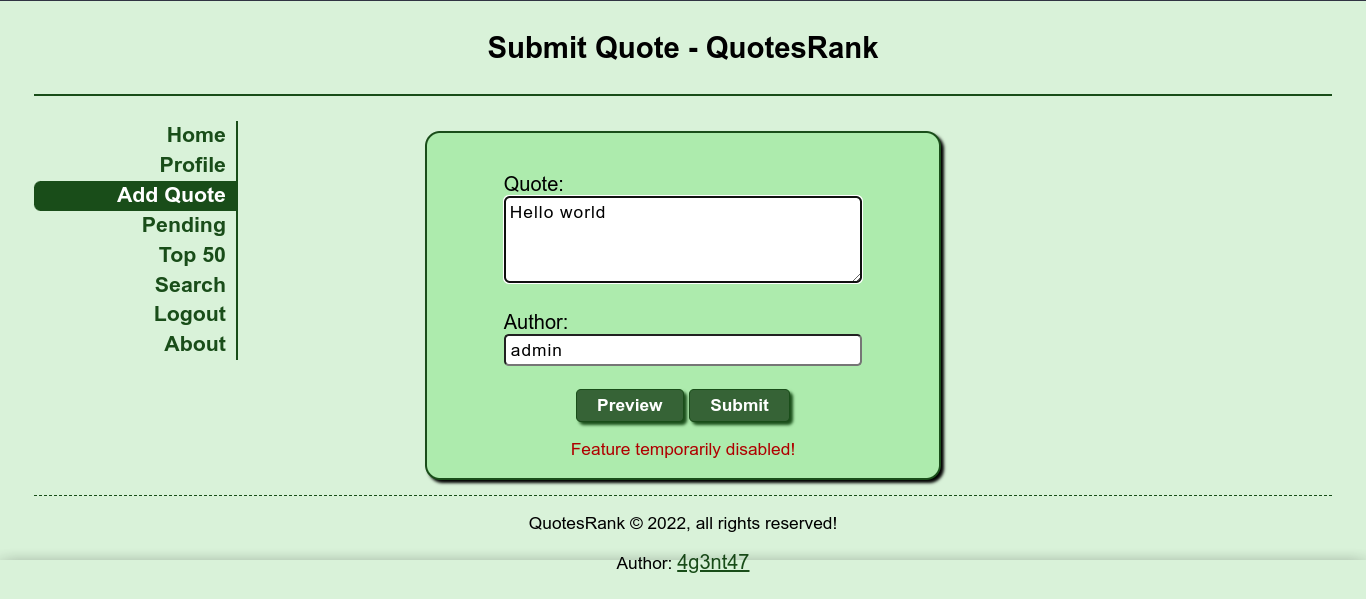 Submit Quote - QuotesRank
Home
Profile
Add Quote
Pending
Top 50
Search
Logout
About
Quote:
Hello world
Author:
admin
Preview Submit
Feature temporarily disabled!
QuotesRank © 2022, all rights reserved!
Author: 4g3nt47